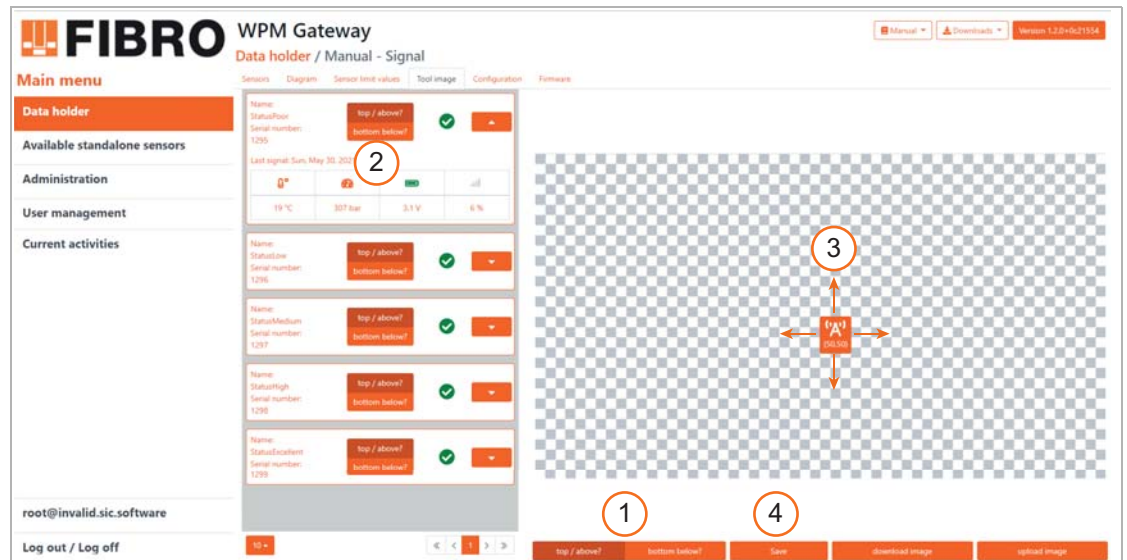 FIBRO
WPM Gateway
Manual
Downloads
Version 1.2.0+0c21554
Data holder / Manual - Signal
Main menu
Sensors Diagram Sensor limit values Tool image Configuration Firmware
Data holder
Available standalone sensors
Administration
User management
Current activities
root@invalid.sic.software
Log out / Log off
Name:
StatusPoor
Serial number:
1295
top / above?
bottom below?
Last signal: Sun, May 30, 202
2
19 °C 307 bar 3.1 V 6 %
Name:
StatusLow
Serial number:
1296
top / above?
bottom below?
Name:
StatusMedium
Serial number:
1297
top / above?
bottom below?
Name:
StatusHigh
Serial number:
1298
top / above?
bottom below?
Name:
StatusExcellent
Serial number:
1299
top / above?
bottom below?
10
« < 1 > »
3
(50,50)
1
4
top / above? bottom below? Save download image upload image